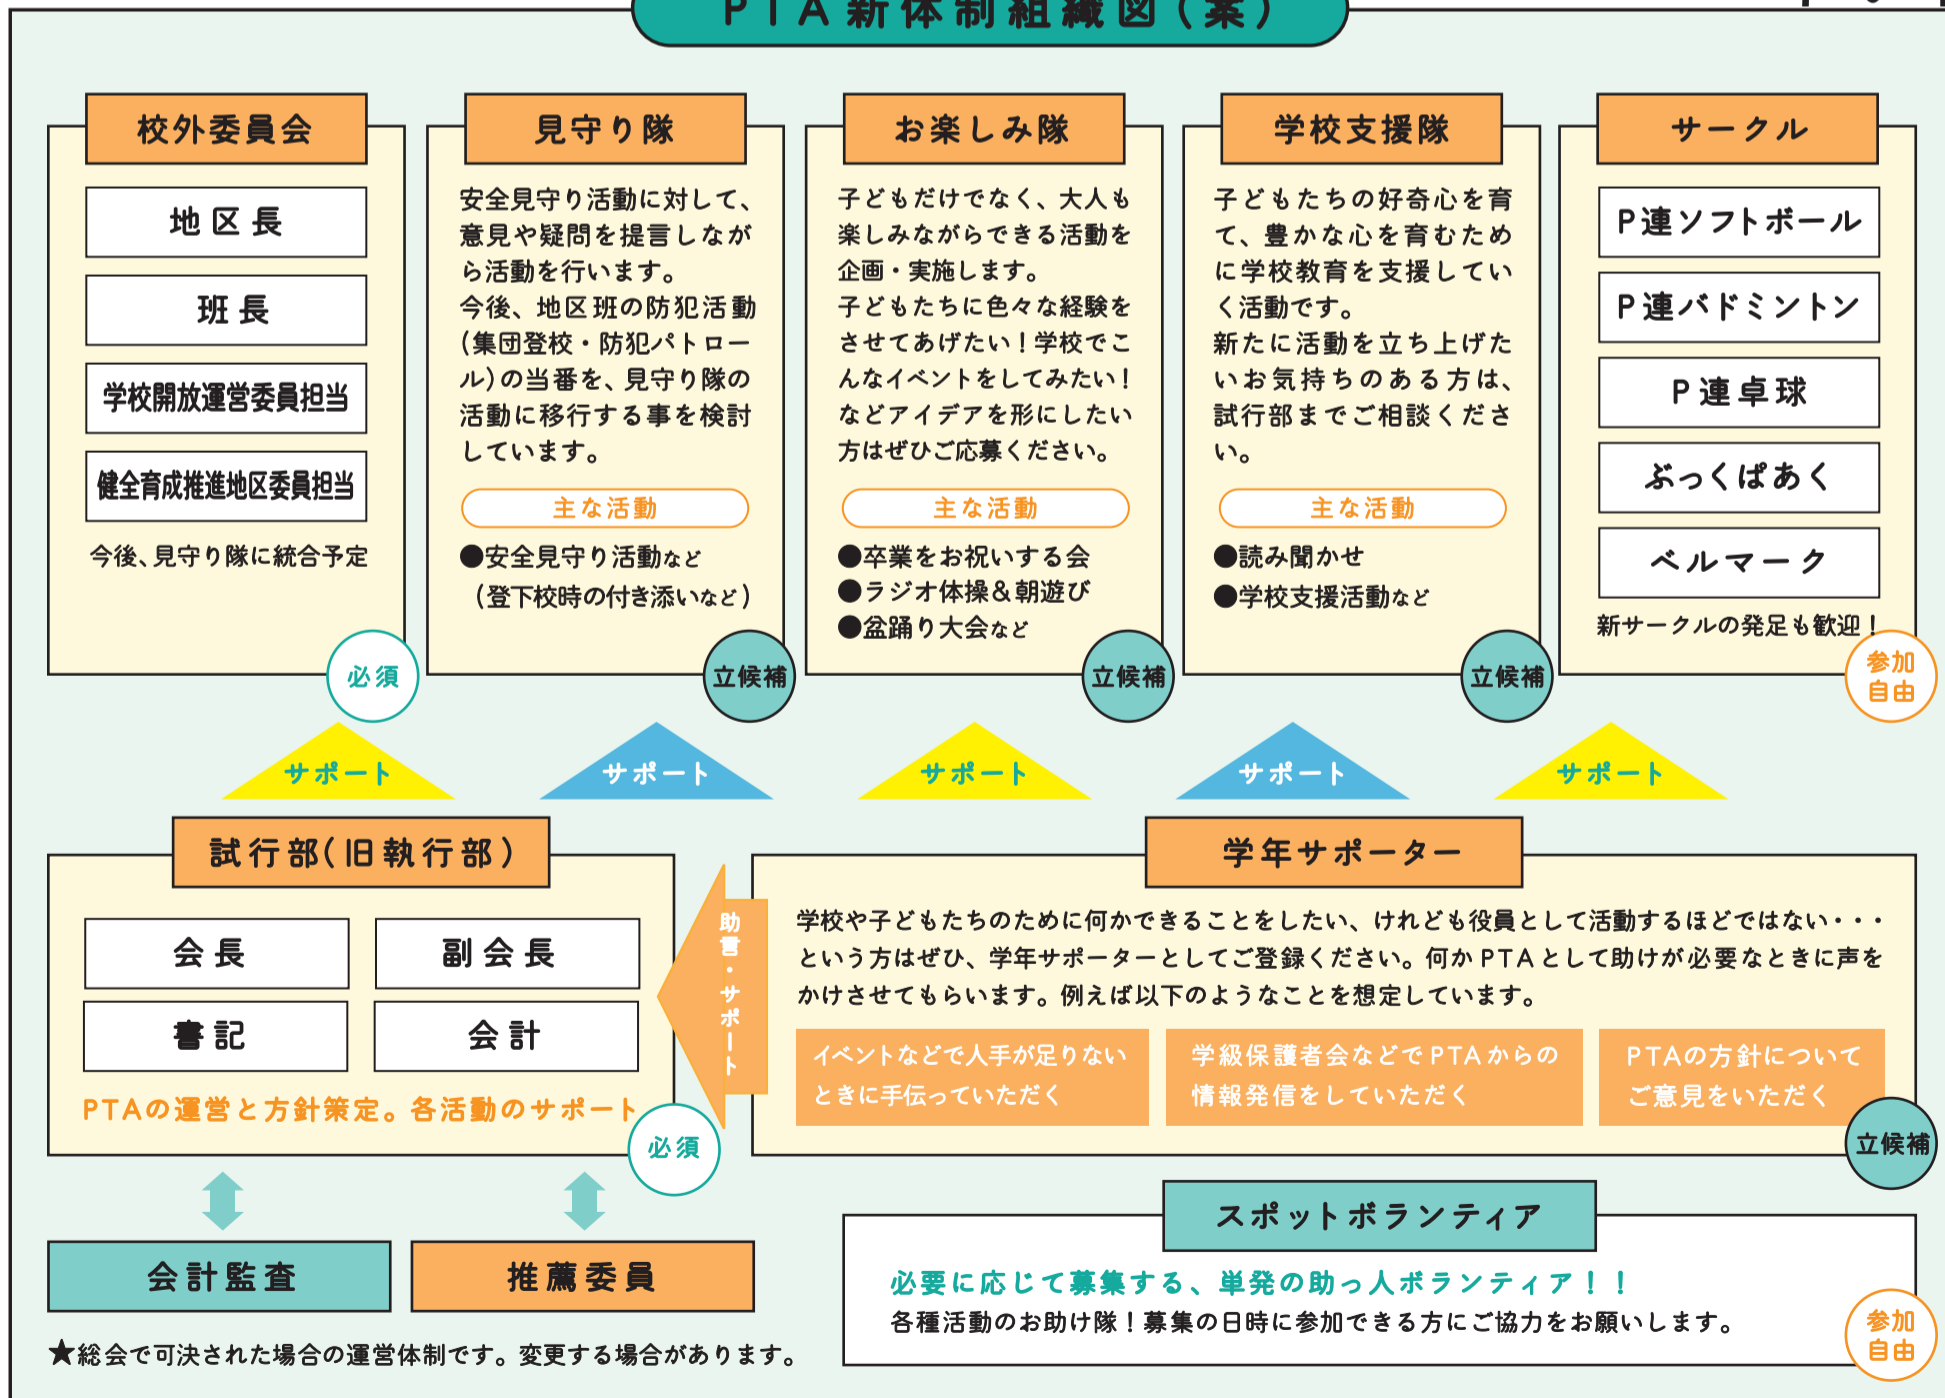 PTA新体制組織図(案)
校外委員会
地区長
班長
学校開放運営委員担当
健全育成推進地区委員担当
今後、見守り隊に統合予定
必須
見守り隊
安全見守り活動に対して、
意見や疑問を提言しなが
ら活動を行います。
今後、地区班の防犯活動
(集団登校・防犯パトロー
ル)の当番を、見守り隊の
活動に移行する事を検討
しています。
主な活動
●安全見守り活動など
(登下校時の付き添いなど)
立候補
お楽しみ隊
子どもだけでなく、大人も
楽しみながらできる活動を
企画・実施します。
子どもたちに色々な経験を
させてあげたい!学校でこ
んなイベントをしてみたい!
などアイデアを形にしたい
方はぜひご応募ください。
主な活動
●卒業をお祝いする会
●ラジオ体操&朝遊び
●盆踊り大会など
立候補
学校支援隊
子どもたちの好奇心を育
て、豊かな心を育むため
に学校教育を支援してい
く活動です。
新たに活動を立ち上げた
いお気持ちのある方は、
試行部までご相談くださ
い。
主な活動
●読み聞かせ
●学校支援活動など
立候補
サークル
P連ソフトボール
P連バドミントン
P連卓球
ぶっくぱあく
ベルマーク
新サークルの発足も歓迎!
参加
自由
サポート
サポート
サポート
サポート
サポート
試行部(旧執行部)
会長
副会長
書記
会計
PTAの運営と方針策定。各活動のサポート
必須
助言・サポート
学年サポーター
学校や子どもたちのために何かできることをしたい、けれども役員として活動するほどではない・・・
という方はぜひ、学年サポーターとしてご登録ください。何かPTAとして助けが必要なときに声を
かけさせてもらいます。例えば以下のようなことを想定しています。
イベントなどで人手が足りない
ときに手伝っていただく
学級保護者会などでPTAからの
情報発信をしていただく
PTAの方針について
ご意見をいただく
立候補
会計監査
推薦委員
★総会で可決された場合の運営体制です。変更する場合があります。
スポットボランティア
必要に応じて募集する、単発の助っ人ボランティア!!
各種活動のお助け隊!募集の日時に参加できる方にご協力をお願いします。
参加
自由